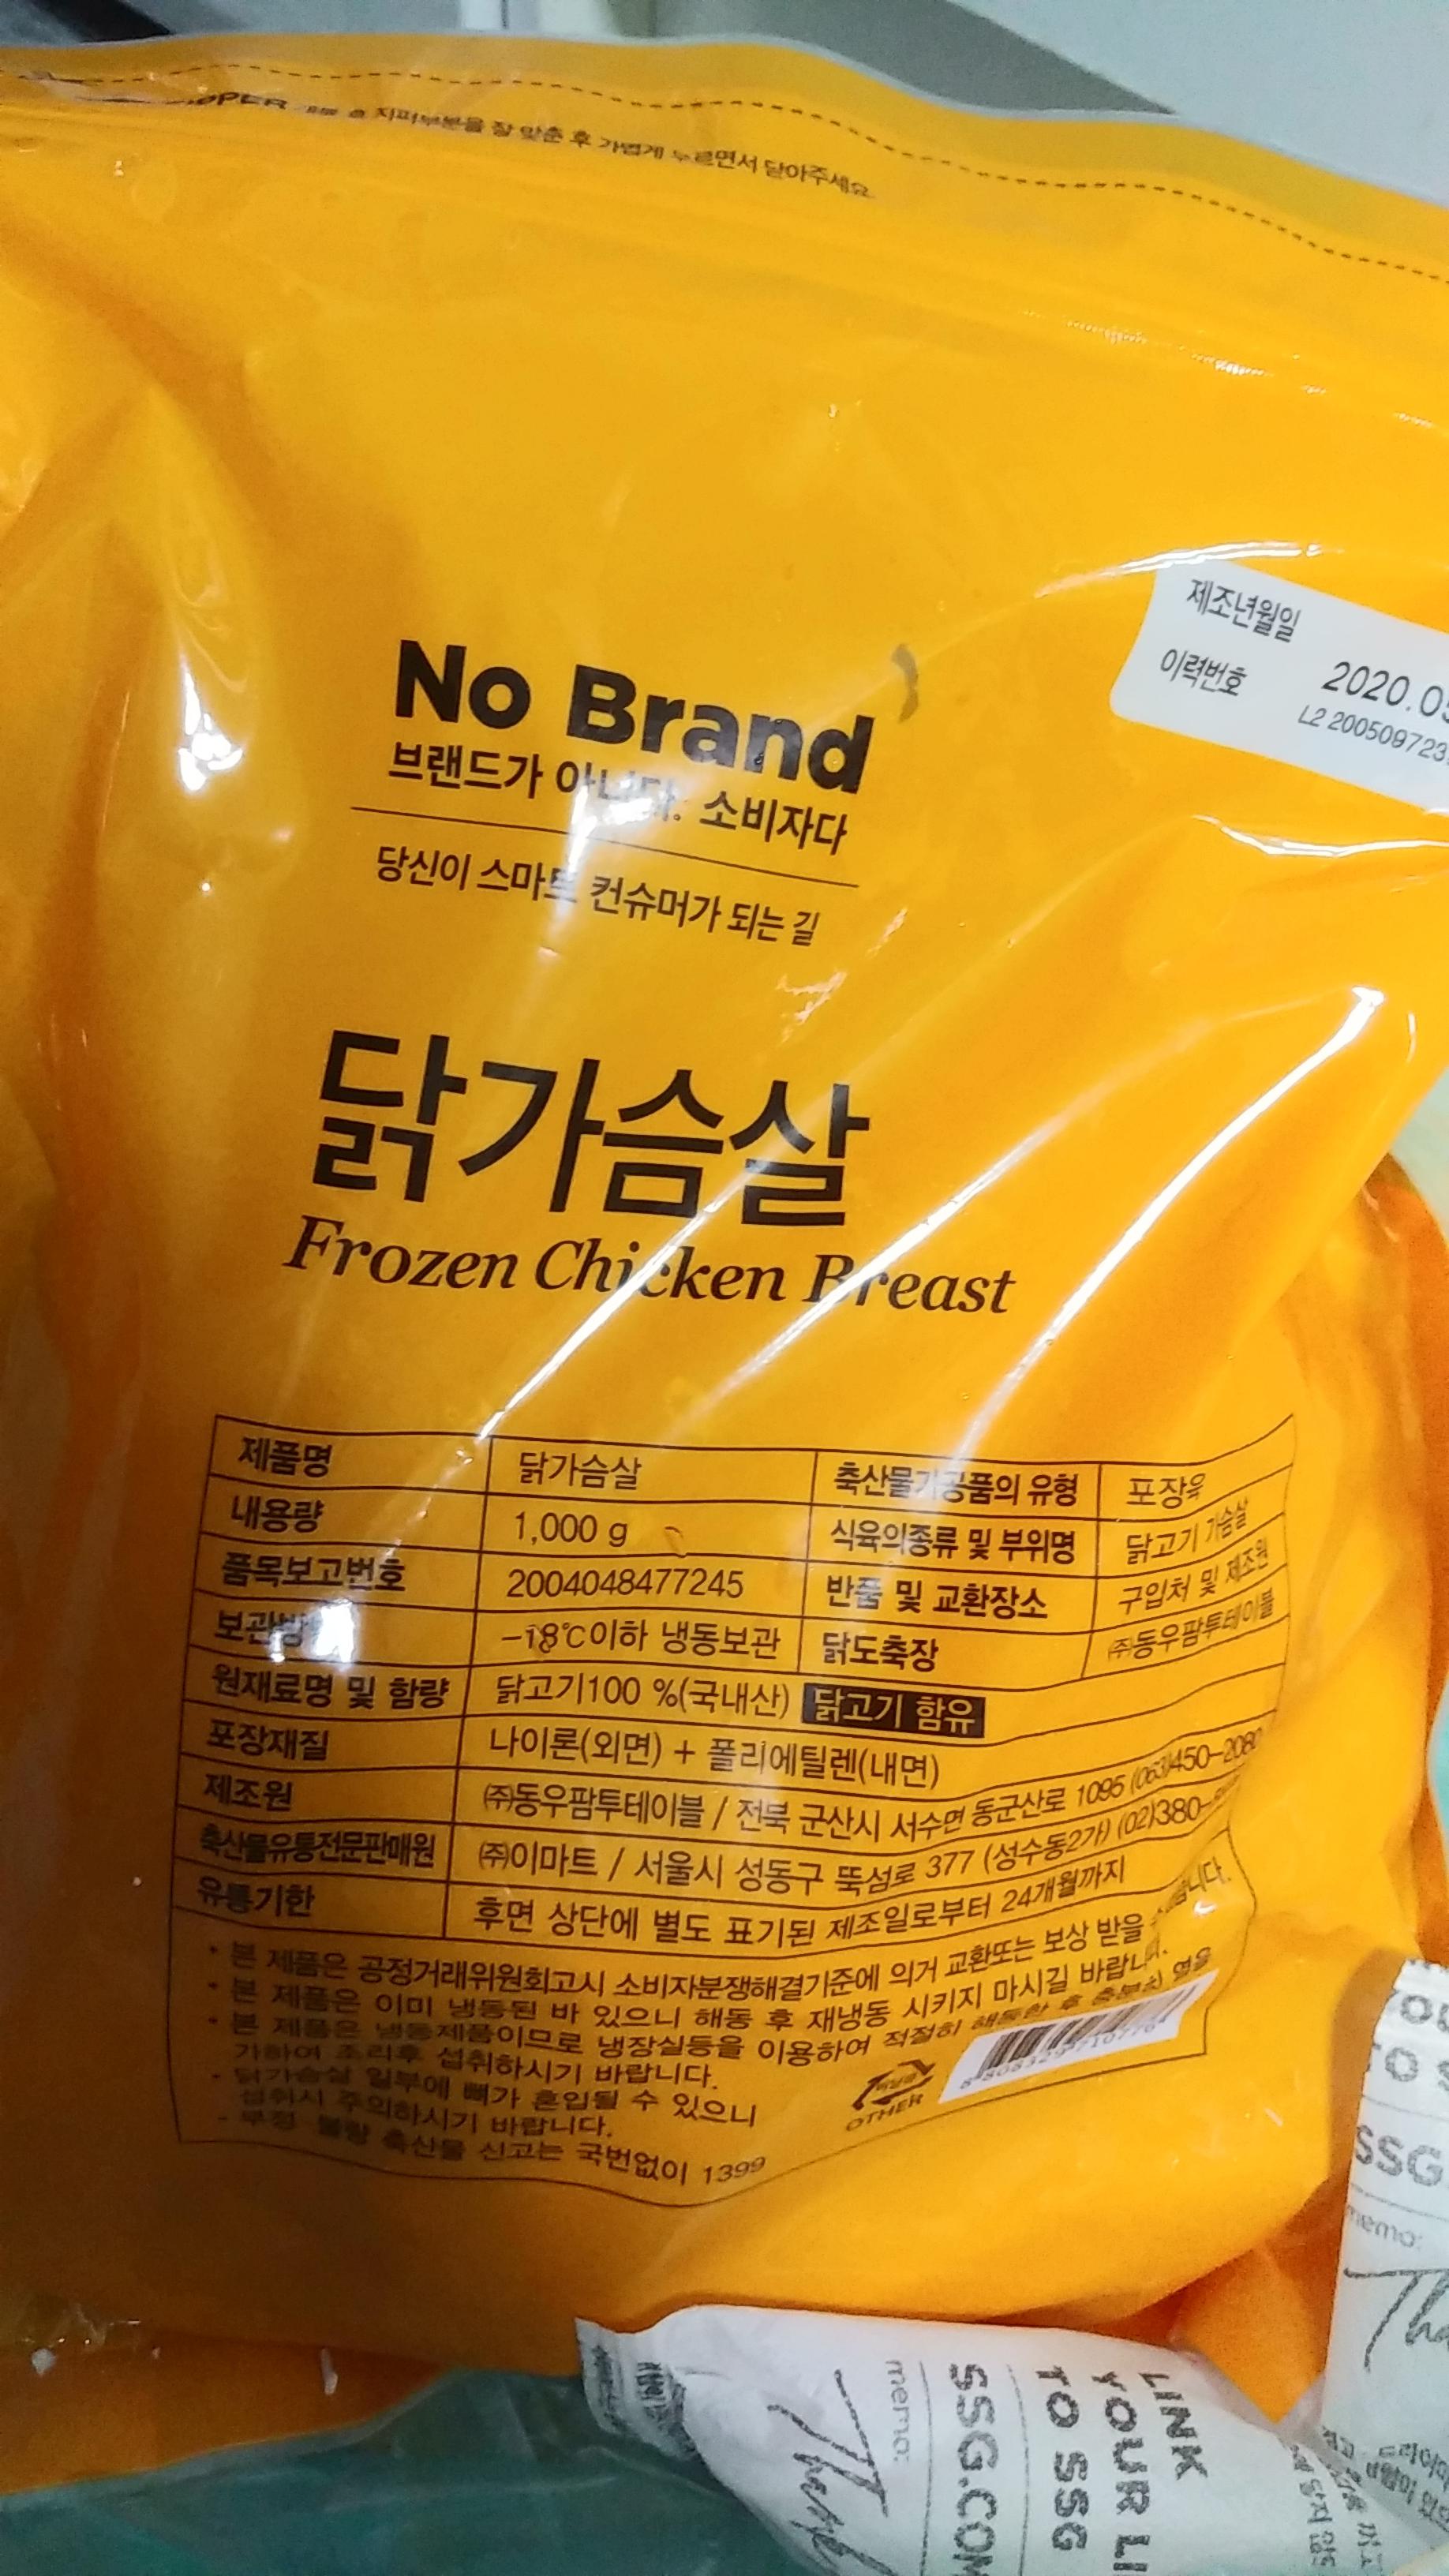 지퍼부분을 잘 맞춘 후 가볍게 누르면서 닫아주세요.
제조년월일 2020.05
이력번호 L2 200509723
No Brand
브랜드가 아니다. 소비자다
당신이 스마트 컨슈머가 되는 길
닭가슴살
Frozen Chicken Breast
제품명 닭가슴살 축산물가공품의 유형 포장육
내용량 1,000 g 식육의종류 및 부위명 닭고기 가슴살
품목보고번호 2004048477245 반품 및 교환장소 구입처 및 제조원
보관방법 -18℃이하 냉동보관 닭도축장 ㈜동우팜투테이블
원재료명 및 함량 닭고기100 %(국내산) 닭고기 함유
포장재질 나이론(외면) + 폴리에틸렌(내면)
제조원 ㈜동우팜투테이블 / 전북 군산시 서수면 동군산로 1095 (063)450-2080
축산물유통전문판매원 ㈜이마트 / 서울시 성동구 뚝섬로 377 (성수동2가) (02)380-
유통기한 후면 상단에 별도 표기된 제조일로부터 24개월까지
• 본 제품은 공정거래위원회고시 소비자분쟁해결기준에 의거 교환또는 보상 받을 수 있습니다.
• 본 제품은 이미 냉동된 바 있으니 해동 후 재냉동 시키지 마시길 바랍니다.
• 본 제품은 냉동제품이므로 냉장실등을 이용하여 적절히 해동한 후 충분히 열을
가하여 조리후 섭취하시기 바랍니다.
- 닭가슴살 일부에 뼈가 혼입될 수 있으니
섭취시 주의하시기 바랍니다.
- 부정 불량 축산물 신고는 국번없이 1399
비닐류
OTHER
LINK
YOUR LI
TO SSG
SSG.COM
memo:
Thank
YOU
TO S
SSG
memo:
Tha